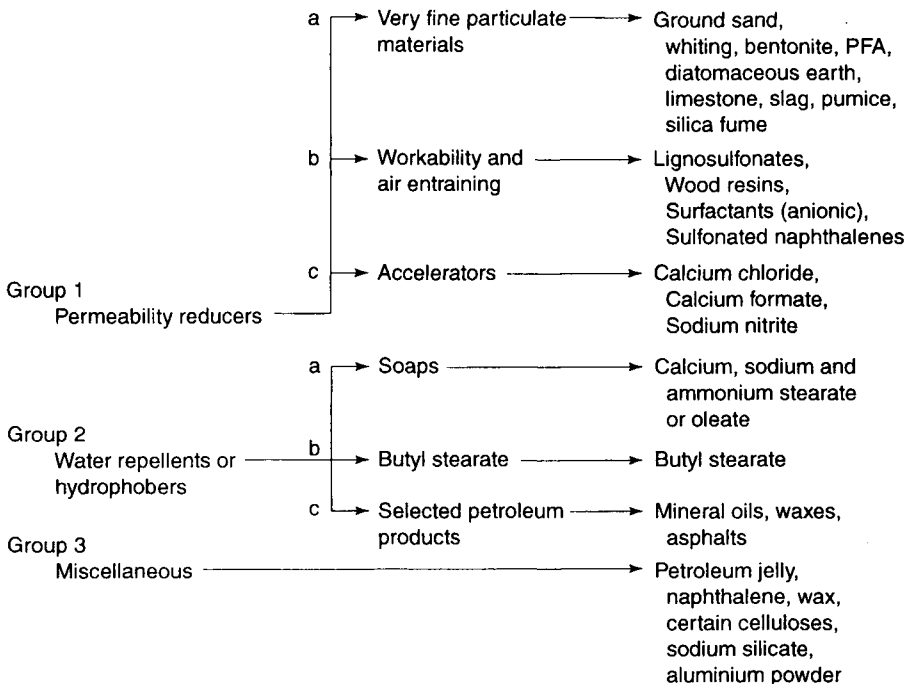 a Very fine particulate Ground sand,
materials whiting, bentonite, PFA,
diatomaceous earth,
limestone, slag, pumice,
silica fume
b Workability and Lignosulfonates,
air entraining Wood resins,
Surfactants (anionic),
Sulfonated naphthalenes
c Accelerators Calcium chloride,
Group 1 Calcium formate,
Permeability reducers Sodium nitrite
a Soaps Calcium, sodium and
ammonium stearate
or oleate
Group 2
b
Water repellents or Butyl stearate Butyl stearate
hydrophobers
c Selected petroleum Mineral oils, waxes,
products asphalts
Group 3
Miscellaneous Petroleum jelly,
naphthalene, wax,
certain celluloses,
sodium silicate,
aluminium powder